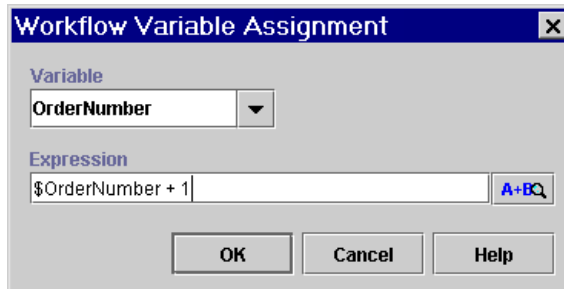 Workflow Variable Assignment
Variable
OrderNumber
Expression
$OrderNumber + 1
A+B
OK Cancel Help